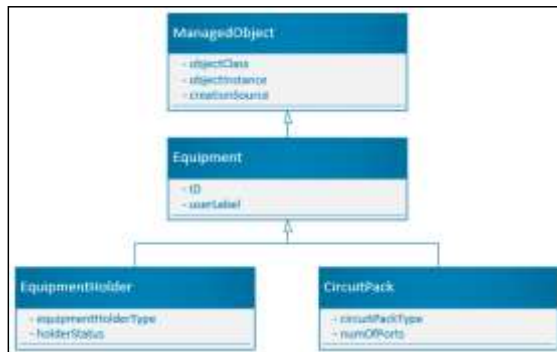 ManagedObject
- objectClass
- objectInstance
- creationSource
Equipment
- ID
- userLabel
EquipmentHolder
- equipmentHolderType
- holderStatus
CircuitPack
- circuitPackType
- numOfPorts